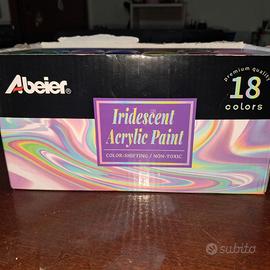 Abeier®
premium quality
18
colors
Iridescent
Acrylic Paint
COLOR-SHIFTING / NON-TOXIC
subito